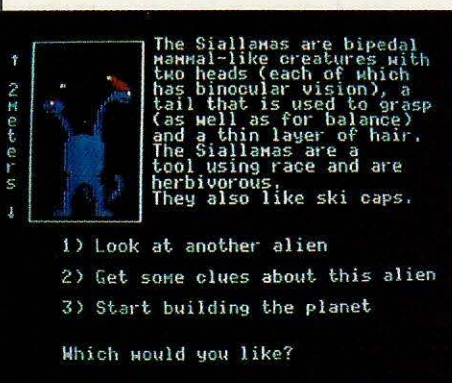 The Siallamas are bipedal
mammal-like creatures with
two heads (each of which
has binocular vision), a
tail that is used to grasp
(as well as for balance)
and a thin layer of hair.
The Siallamas are a
tool using race and are
herbivorous.
They also like ski caps.
2 meters
1) Look at another alien
2) Get some clues about this alien
3) Start building the planet
Which would you like?